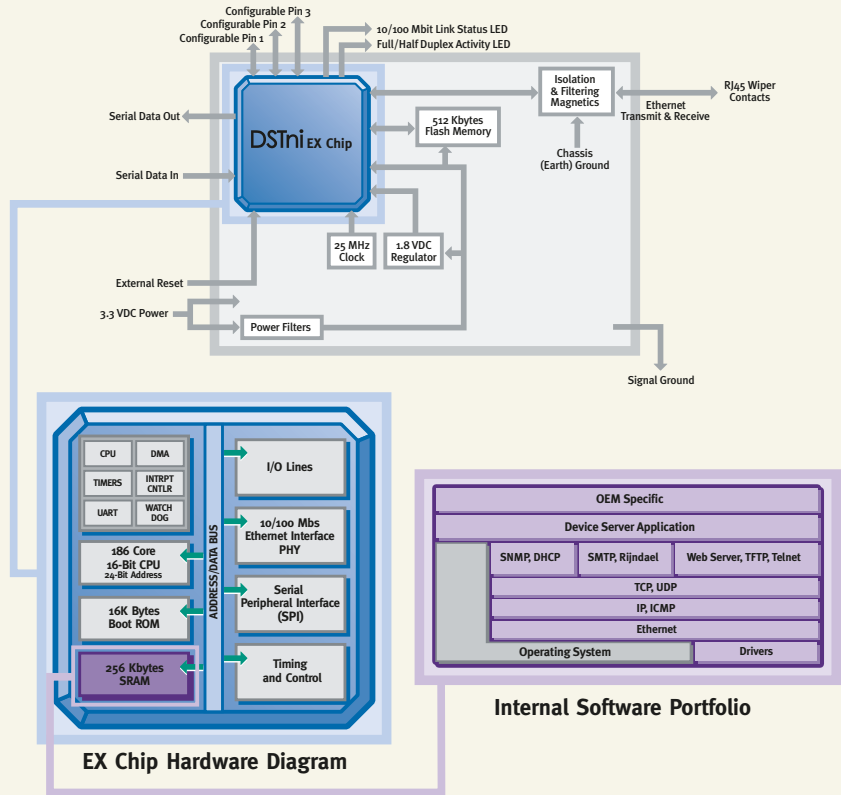 Configurable Pin 3
Configurable Pin 2
Configurable Pin 1
10/100 Mbit Link Status LED
Full/Half Duplex Activity LED
Serial Data Out
Serial Data In
DSTni EX Chip
512 Kbytes
Flash Memory
Isolation
& Filtering
Magnetics
RJ45 Wiper
Contacts
Ethernet
Transmit & Receive
Chassis
(Earth) Ground
25 MHz
Clock
1.8 VDC
Regulator
External Reset
3.3 VDC Power
Power Filters
Signal Ground
CPU
DMA
TIMERS
INTRPT
CNTLR
UART
WATCH
DOG
186 Core
16-Bit CPU
24-Bit Address
16K Bytes
Boot ROM
256 Kbytes
SRAM
ADDRESS/DATA BUS
I/O Lines
10/100 Mbs
Ethernet Interface
PHY
Serial
Peripheral Interface
(SPI)
Timing
and Control
EX Chip Hardware Diagram
OEM Specific
Device Server Application
SNMP, DHCP
SMTP, Rijndael
Web Server, TFTP, Telnet
TCP, UDP
IP, ICMP
Ethernet
Operating System
Drivers
Internal Software Portfolio